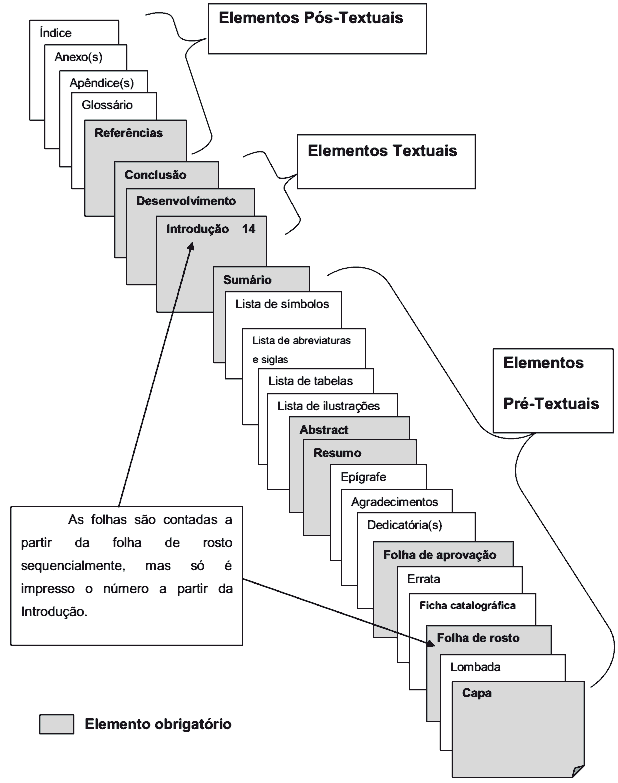 Elementos Pós-Textuais
Índice
Anexo(s)
Apêndice(s)
Glossário
Referências
Elementos Textuais
Conclusão
Desenvolvimento
Introdução 14
Sumário
Lista de símbolos
Lista de abreviaturas
e siglas
Lista de tabelas
Lista de ilustrações
Elementos
Pré-Textuais
Abstract
Resumo
Epígrafe
Agradecimentos
Dedicatória(s)
Folha de aprovação
Errata
Ficha catalográfica
Folha de rosto
Lombada
Capa
As folhas são contadas a
partir da folha de rosto
sequencialmente, mas só é
impresso o número a partir da
Introdução.
Elemento obrigatório